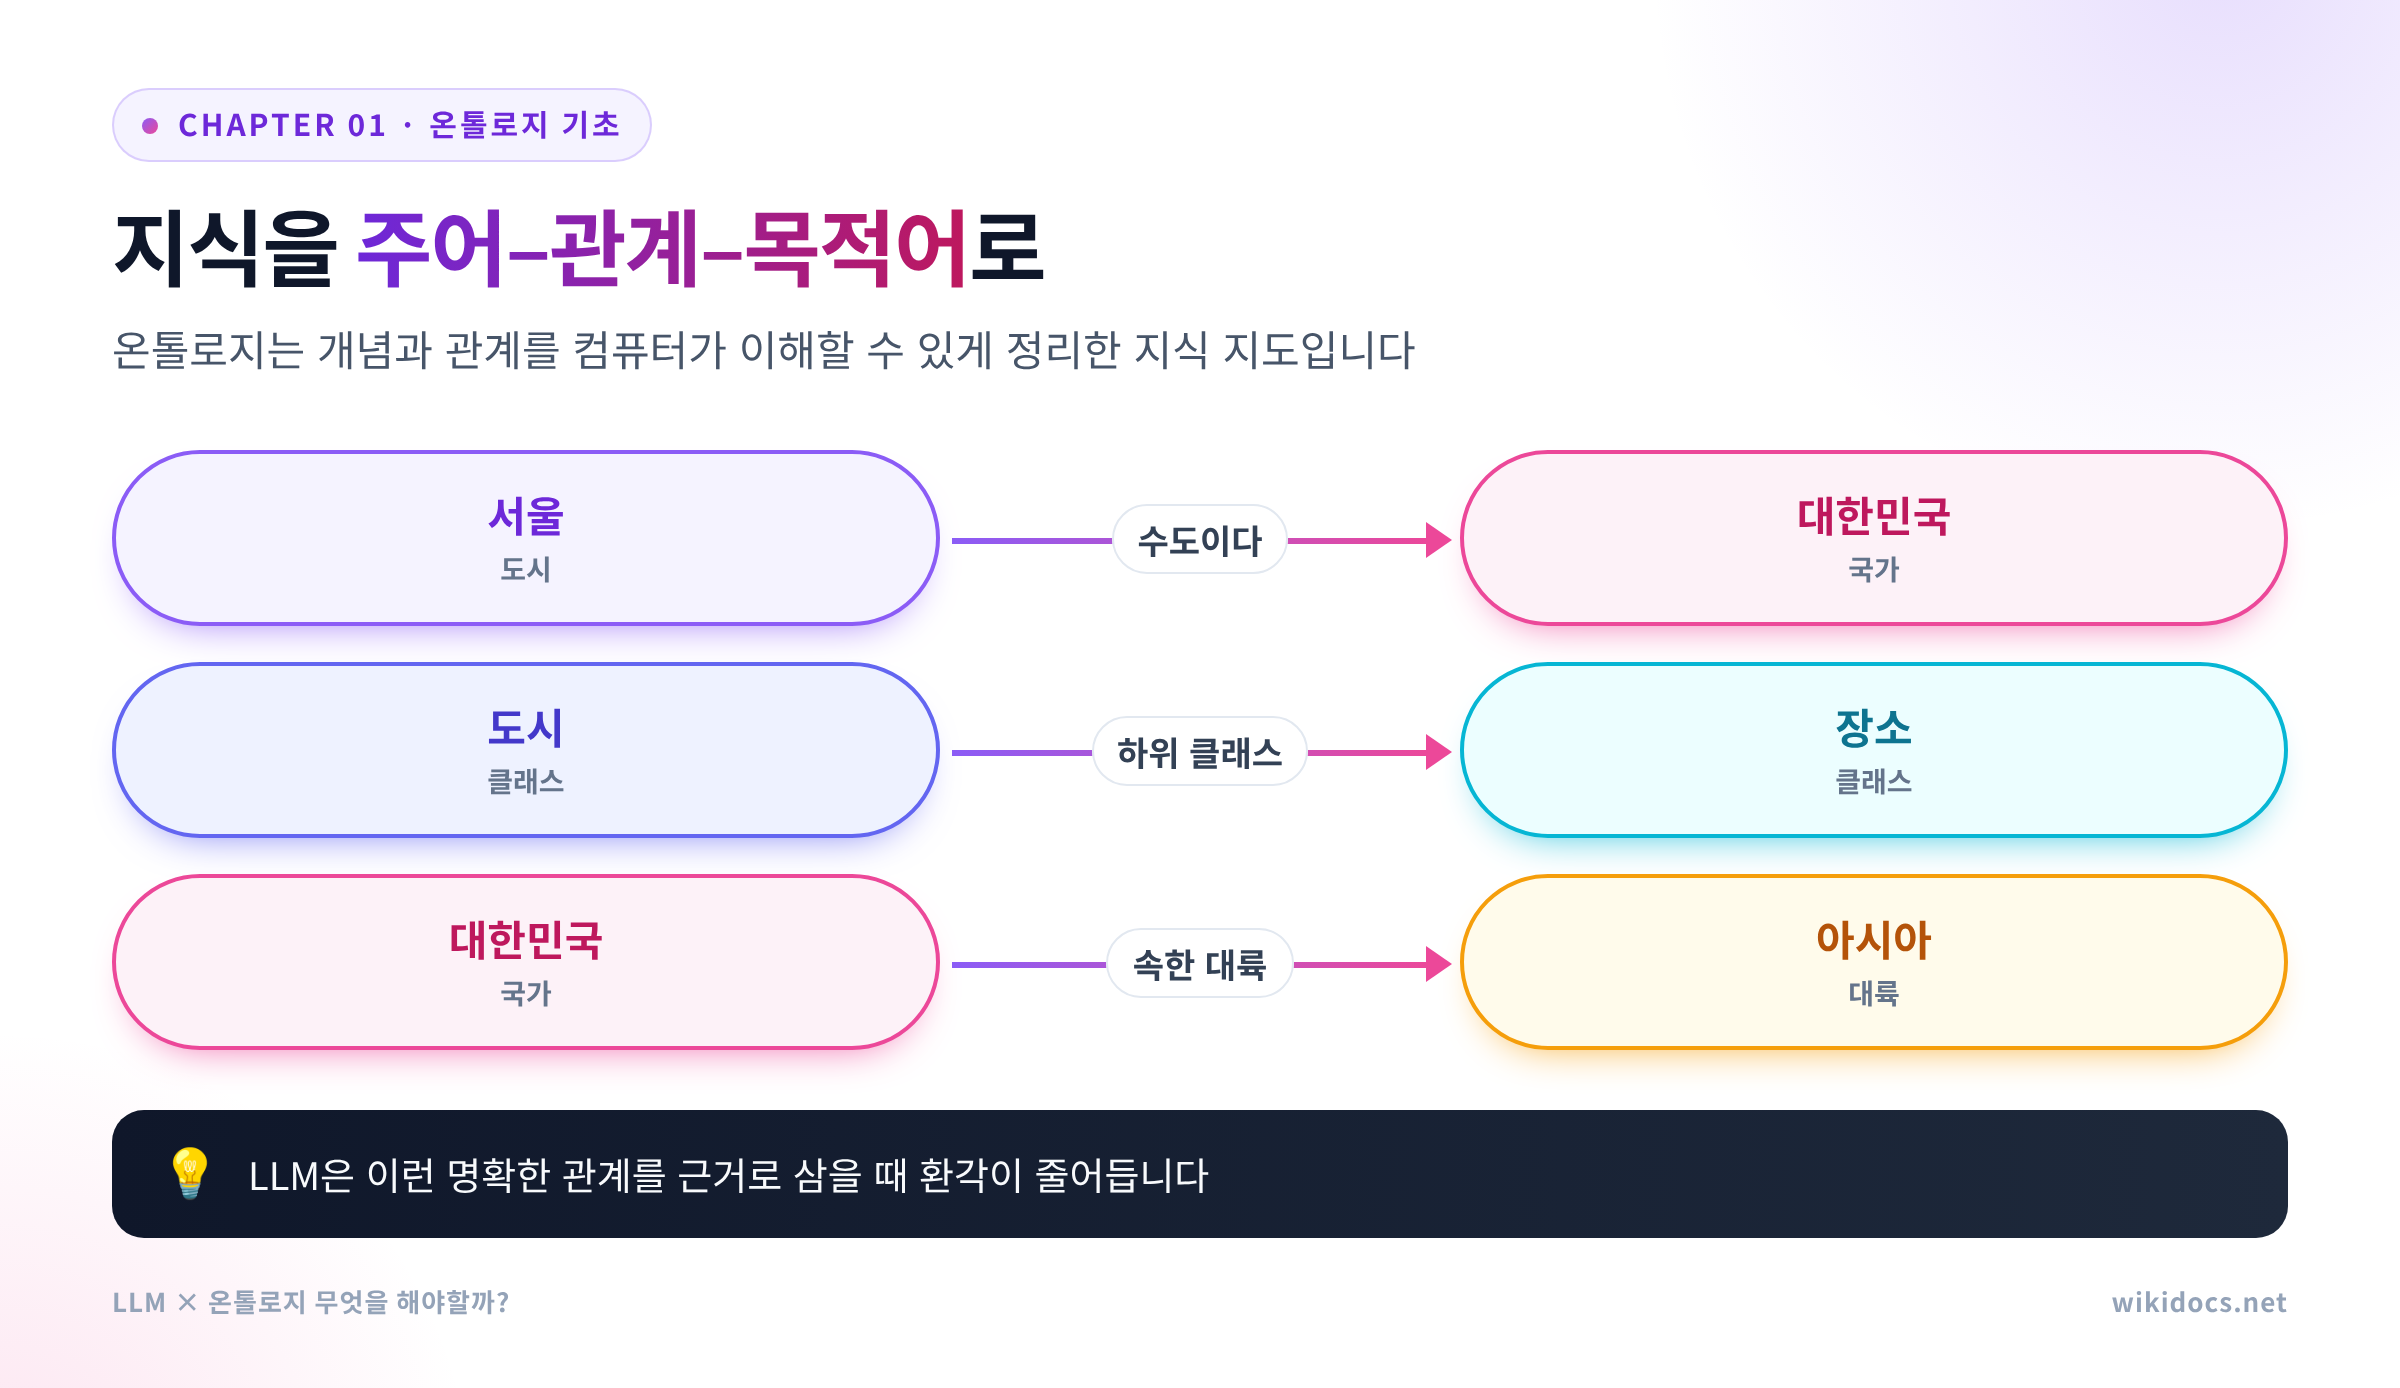 CHAPTER 01 · 온톨로지 기초
지식을 주어–관계–목적어로
온톨로지는 개념과 관계를 컴퓨터가 이해할 수 있게 정리한 지식 지도입니다
서울
도시
수도이다
대한민국
국가
도시
클래스
하위 클래스
장소
클래스
대한민국
국가
속한 대륙
아시아
대륙
LLM은 이런 명확한 관계를 근거로 삼을 때 환각이 줄어듭니다
LLM × 온톨로지 무엇을 해야할까?
wikidocs.net